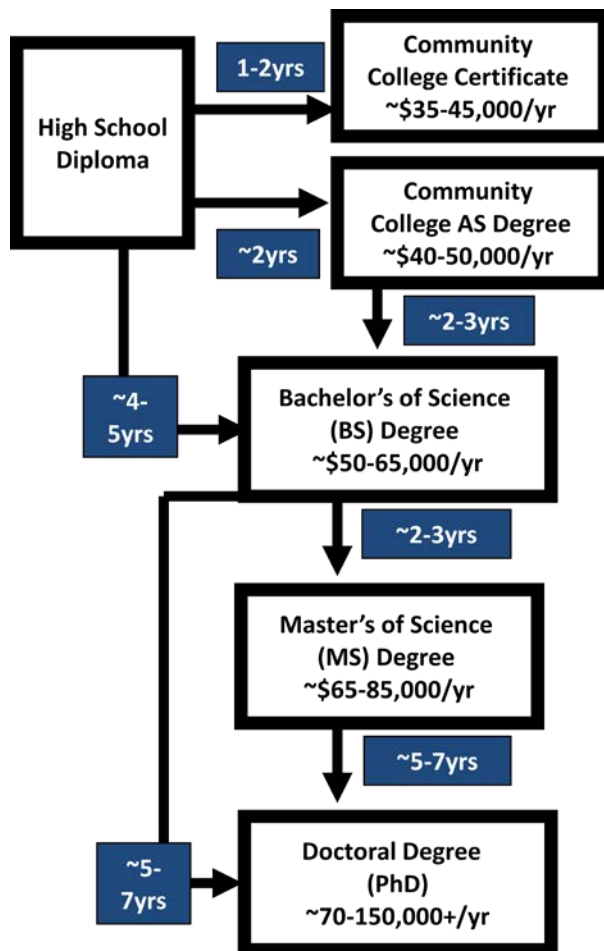 1-2yrs
Community
College Certificate
~$35-45,000/yr
High School
Diploma
Community
College AS Degree
~$40-50,000/yr
~2yrs
~2-3yrs
~4-
5yrs
Bachelor’s of Science
(BS) Degree
~$50-65,000/yr
~2-3yrs
Master’s of Science
(MS) Degree
~$65-85,000/yr
~5-7yrs
~5-
7yrs
Doctoral Degree
(PhD)
~70-150,000+/yr